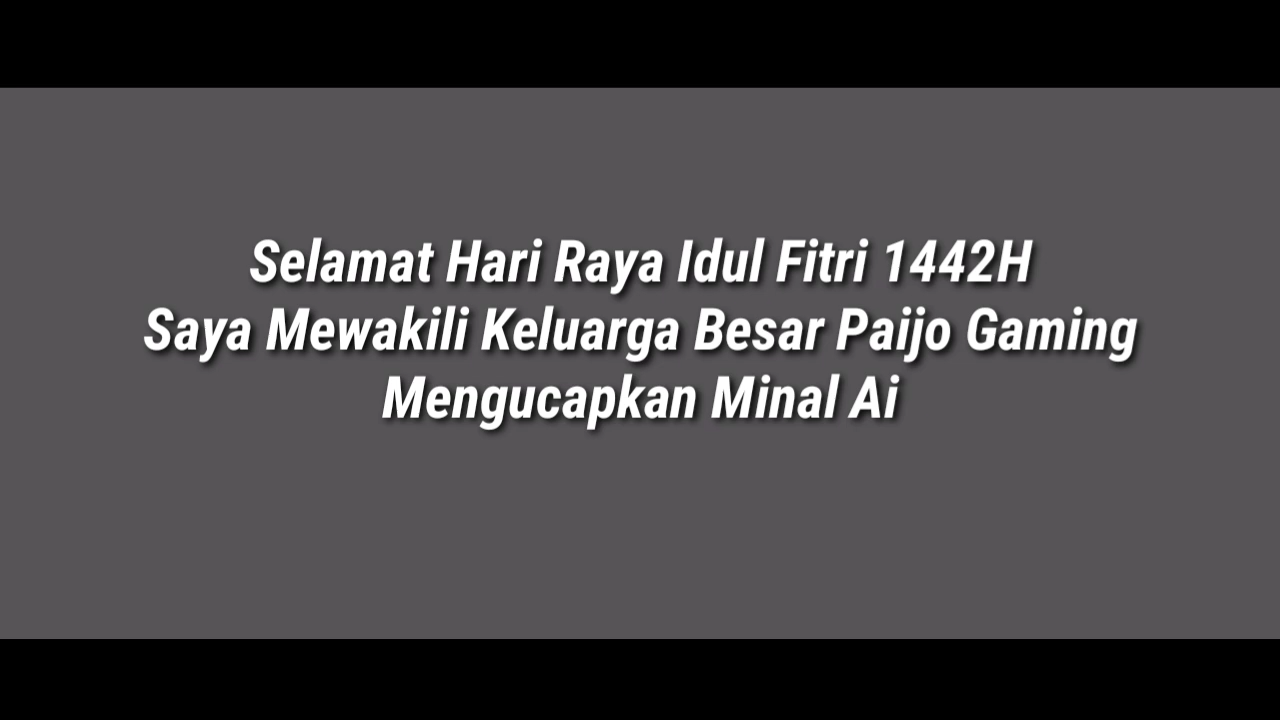 Selamat Hari Raya Idul Fitri 1442H
Saya Mewakili Keluarga Besar Paijo Gaming
Mengucapkan Minal Ai